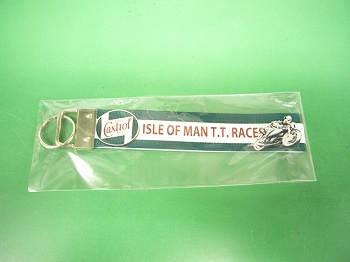 Castrol
ISLE OF MAN T.T. RACES